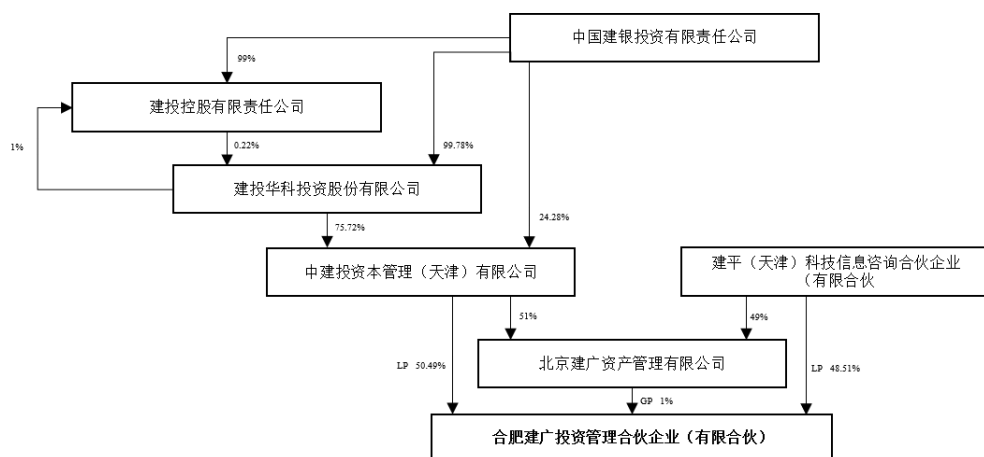 中国建银投资有限责任公司
99%
建投控股有限责任公司
1%
0.22%
99.78%
建投华科投资股份有限公司
75.72%
24.28%
中建投资本管理（天津）有限公司
建平（天津）科技信息咨询合伙企业
（有限合伙
51%
49%
北京建广资产管理有限公司
LP 50.49%
LP 48.51%
GP 1%
合肥建广投资管理合伙企业（有限合伙）